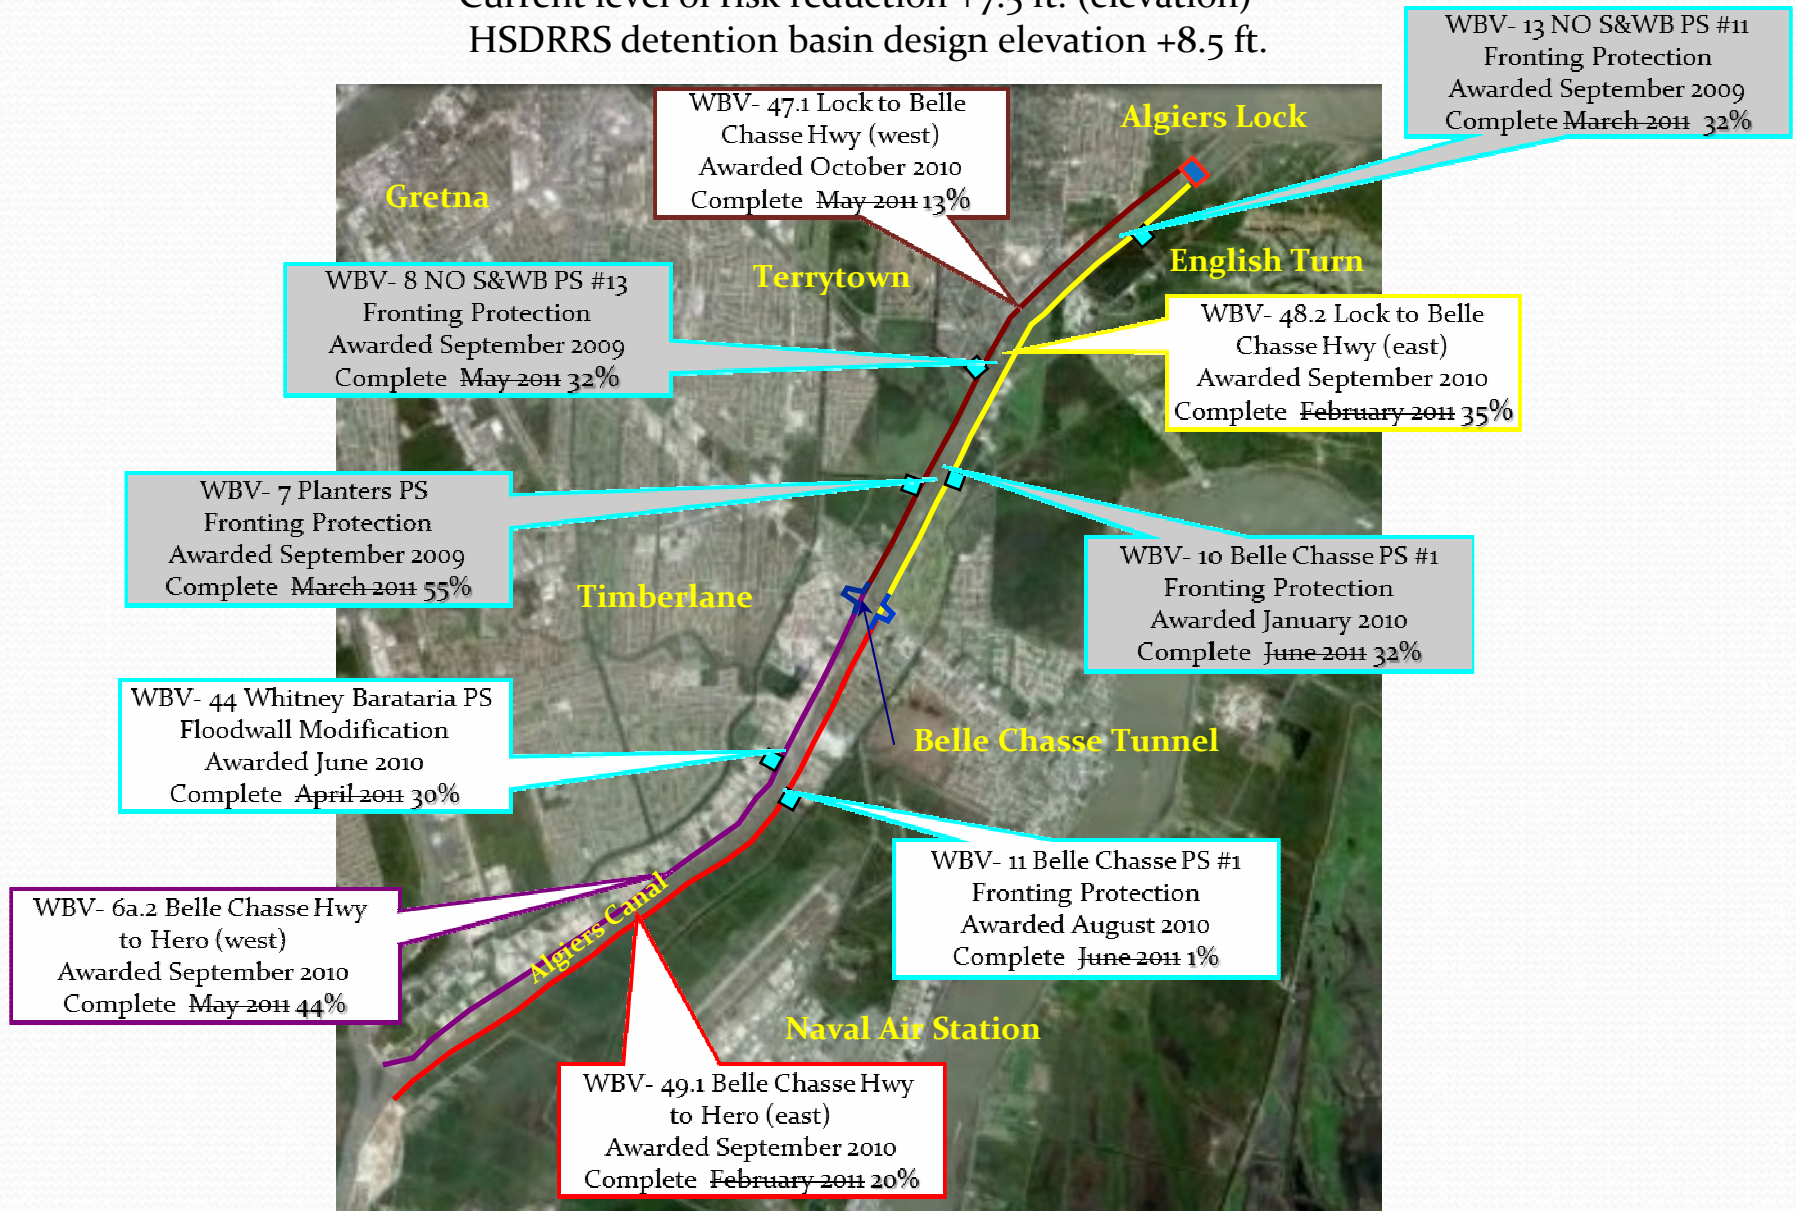 Current level of risk reduction +7.5 ft. (elevation)
HSDRRS detention basin design elevation +8.5 ft.
WBV- 13 NO S&WB PS #11
Fronting Protection
Awarded September 2009
Complete March 2011 32%
WBV- 47.1 Lock to Belle
Chasse Hwy (west)
Awarded October 2010
Complete May 2011 13%
Algiers Lock
Gretna
Terrytown
English Turn
WBV- 8 NO S&WB PS #13
Fronting Protection
Awarded September 2009
Complete May 2011 32%
WBV- 48.2 Lock to Belle
Chasse Hwy (east)
Awarded September 2010
Complete February 2011 35%
WBV- 7 Planters PS
Fronting Protection
Awarded September 2009
Complete March 2011 55%
WBV- 10 Belle Chasse PS #1
Fronting Protection
Awarded January 2010
Complete June 2011 32%
Timberlane
WBV- 44 Whitney Barataria PS
Floodwall Modification
Awarded June 2010
Complete April 2011 30%
Belle Chasse Tunnel
WBV- 11 Belle Chasse PS #1
Fronting Protection
Awarded August 2010
Complete June 2011 1%
WBV- 6a.2 Belle Chasse Hwy
to Hero (west)
Awarded September 2010
Complete May 2011 44%
Algiers Canal
Naval Air Station
WBV- 49.1 Belle Chasse Hwy
to Hero (east)
Awarded September 2010
Complete February 2011 20%